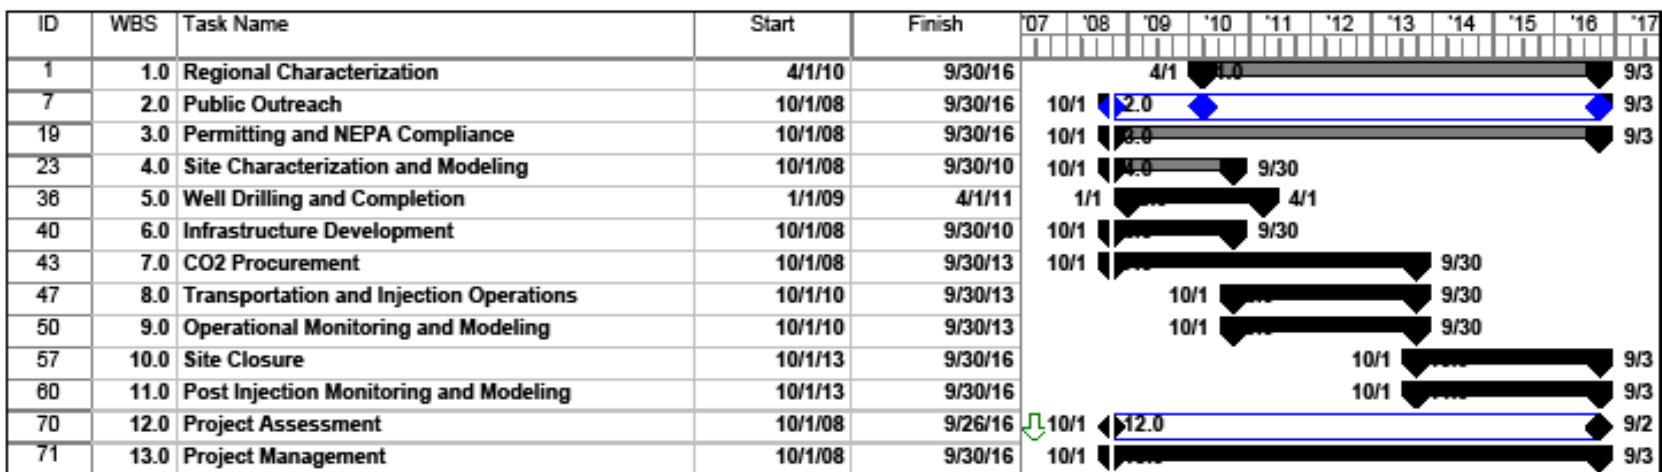 ID WBS Task Name Start Finish '07 '08 '09 '10 '11 '12 '13 '14 '15 '16 '17
1 1.0 Regional Characterization 4/1/10 9/30/16 4/1 1.0 9/3
7 2.0 Public Outreach 10/1/08 9/30/16 10/1 2.0 9/3
19 3.0 Permitting and NEPA Compliance 10/1/08 9/30/16 10/1 3.0 9/3
23 4.0 Site Characterization and Modeling 10/1/08 9/30/10 10/1 4.0 9/30
36 5.0 Well Drilling and Completion 1/1/09 4/1/11 1/1 4/1
40 6.0 Infrastructure Development 10/1/08 9/30/10 10/1 9/30
43 7.0 CO2 Procurement 10/1/08 9/30/13 10/1 9/30
47 8.0 Transportation and Injection Operations 10/1/10 9/30/13 10/1 9/30
50 9.0 Operational Monitoring and Modeling 10/1/10 9/30/13 10/1 9/30
57 10.0 Site Closure 10/1/13 9/30/16 10/1 9/3
60 11.0 Post Injection Monitoring and Modeling 10/1/13 9/30/16 10/1 9/3
70 12.0 Project Assessment 10/1/08 9/26/16 10/1 12.0 9/2
71 13.0 Project Management 10/1/08 9/30/16 10/1 9/3